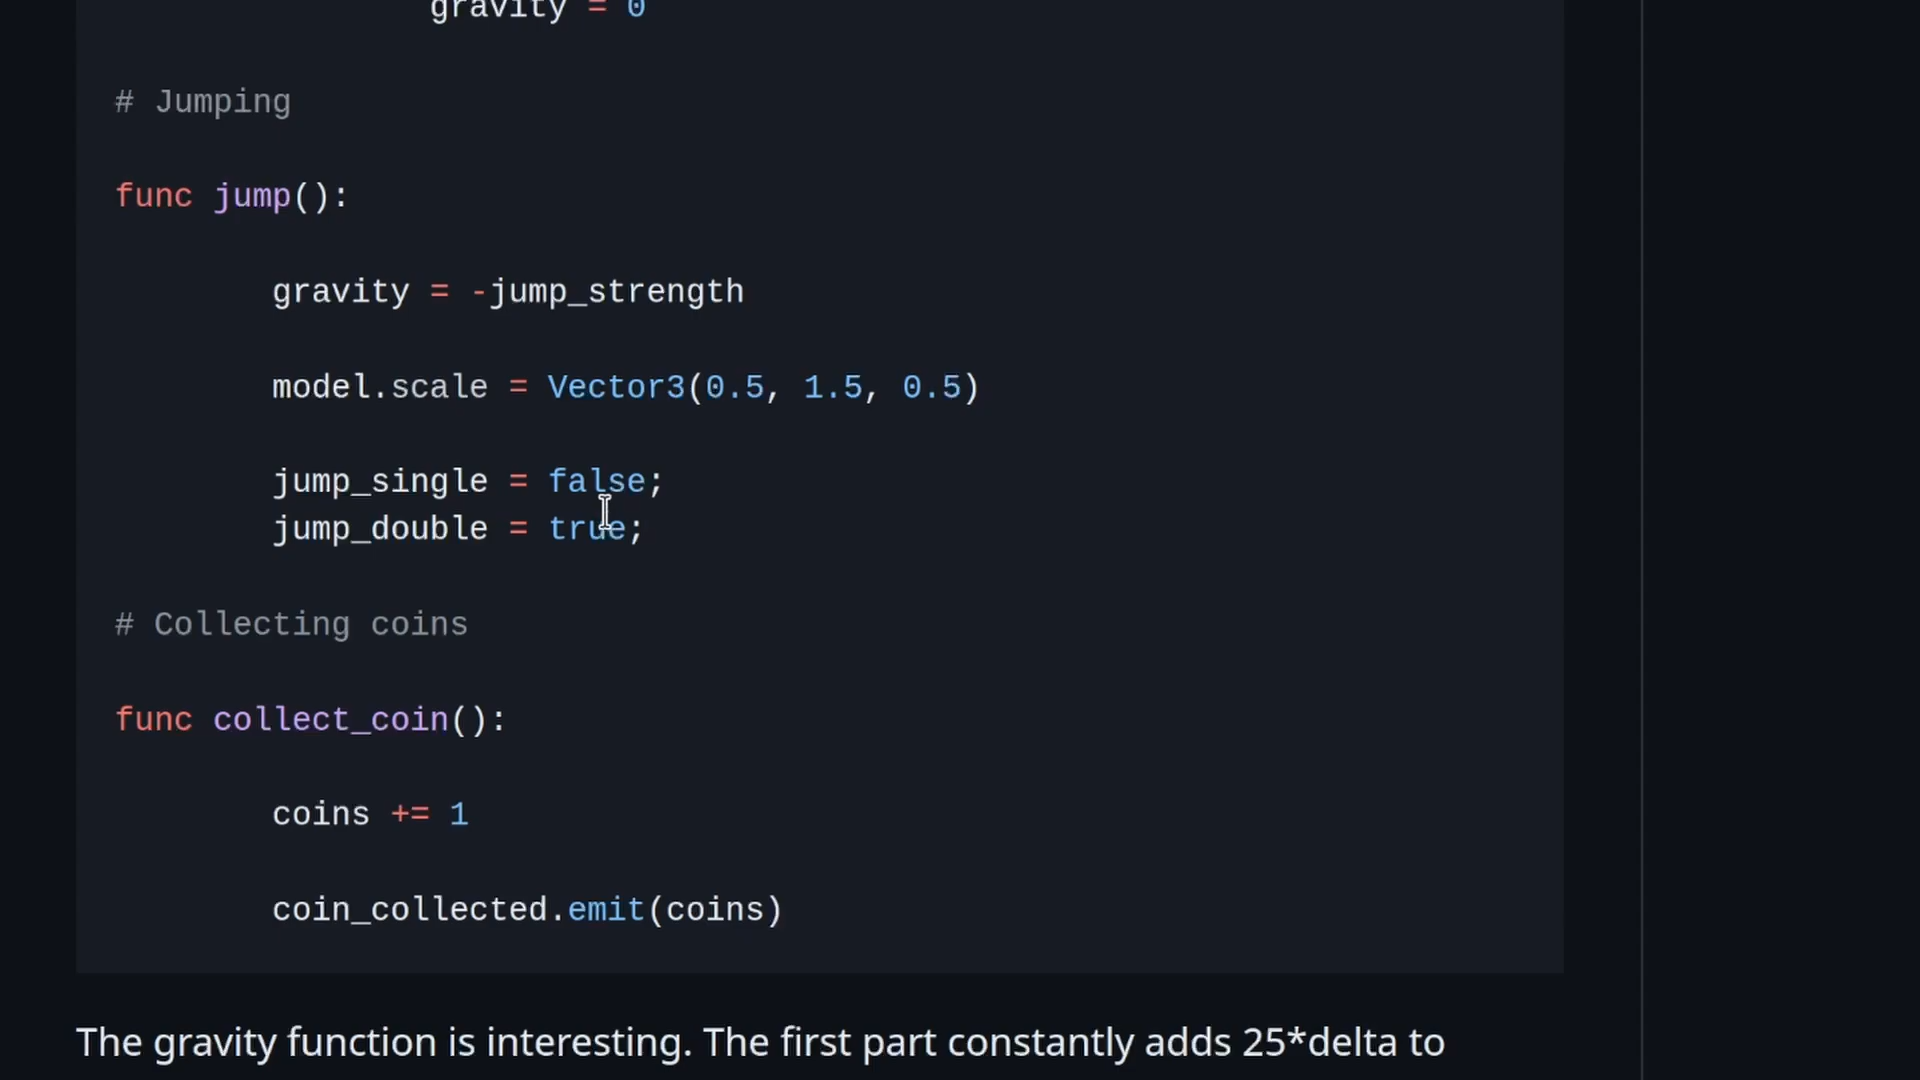 gravity = 0
# Jumping
func jump():
gravity = -jump_strength
model.scale = Vector3(0.5, 1.5, 0.5)
jump_single = false;
jump_double = true;
# Collecting coins
func collect_coin():
coins += 1
coin_collected.emit(coins)
The gravity function is interesting. The first part constantly adds 25*delta to